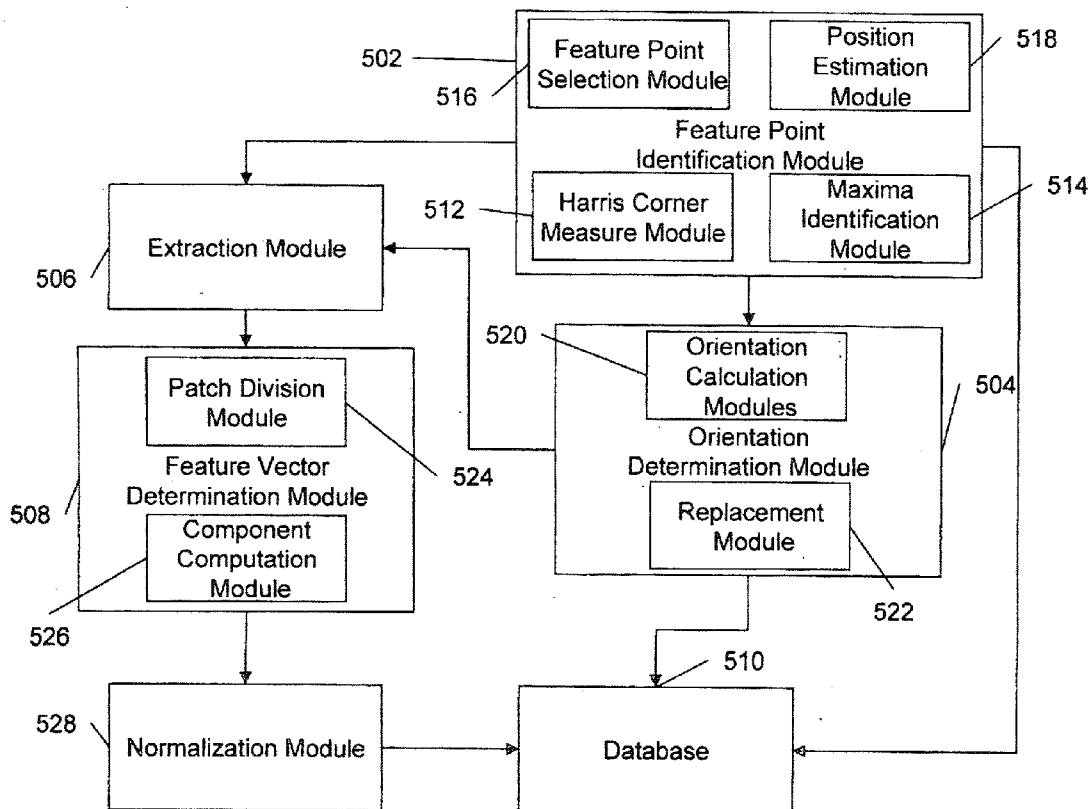 502
516
Feature Point
Selection Module
Position
Estimation
Module
518
Feature Point
Identification Module
512
Harris Corner
Measure Module
Maxima
Identification
Module
514
Extraction Module
506
520
Orientation
Calculation
Modules
504
Orientation
Determination Module
Replacement
Module
522
Patch Division
Module
524
Feature Vector
Determination Module
508
Component
Computation
Module
526
510
528
Normalization Module
Database